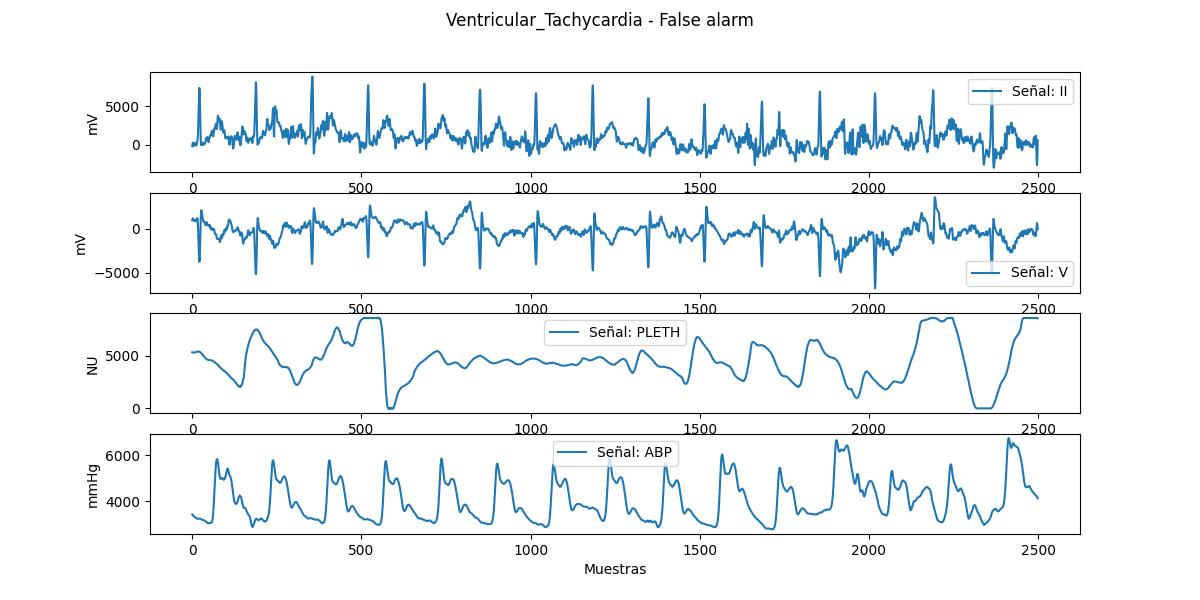 Ventricular_Tachycardia - False alarm
5000
0
mV
Señal: II
0 500 1000 1500 2000 2500
0
−5000
mV
Señal: V
0 500 1000 1500 2000 2500
5000
0
NU
Señal: PLETH
0 500 1000 1500 2000 2500
6000
4000
mmHg
Señal: ABP
0 500 1000 1500 2000 2500
Muestras